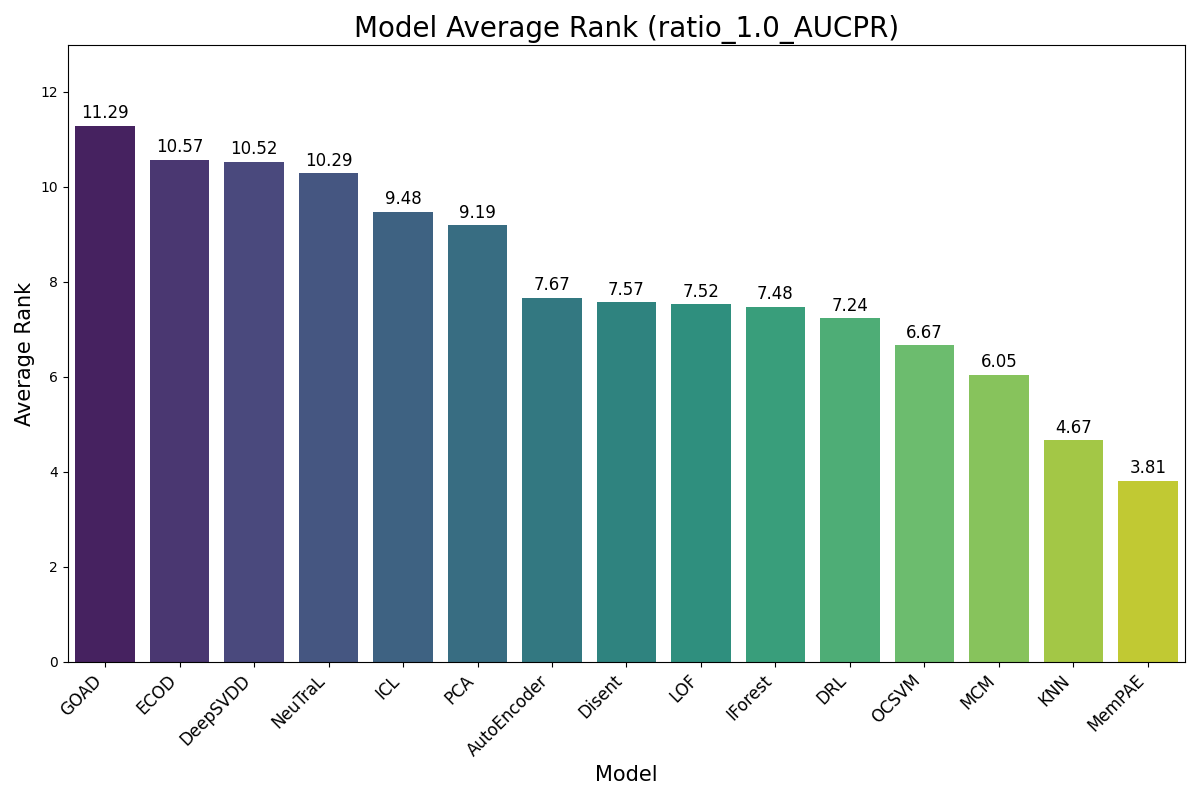 Model Average Rank (ratio_1.0_AUCPR)
Average Rank
12
10
8
6
4
2
0
11.29
10.57
10.52
10.29
9.48
9.19
7.67
7.57
7.52
7.48
7.24
6.67
6.05
4.67
3.81
GOAD
ECOD
DeepSVDD
NeuTraL
ICL
PCA
AutoEncoder
Disent
LOF
IForest
DRL
OCSVM
MCM
KNN
MemPAE
Model